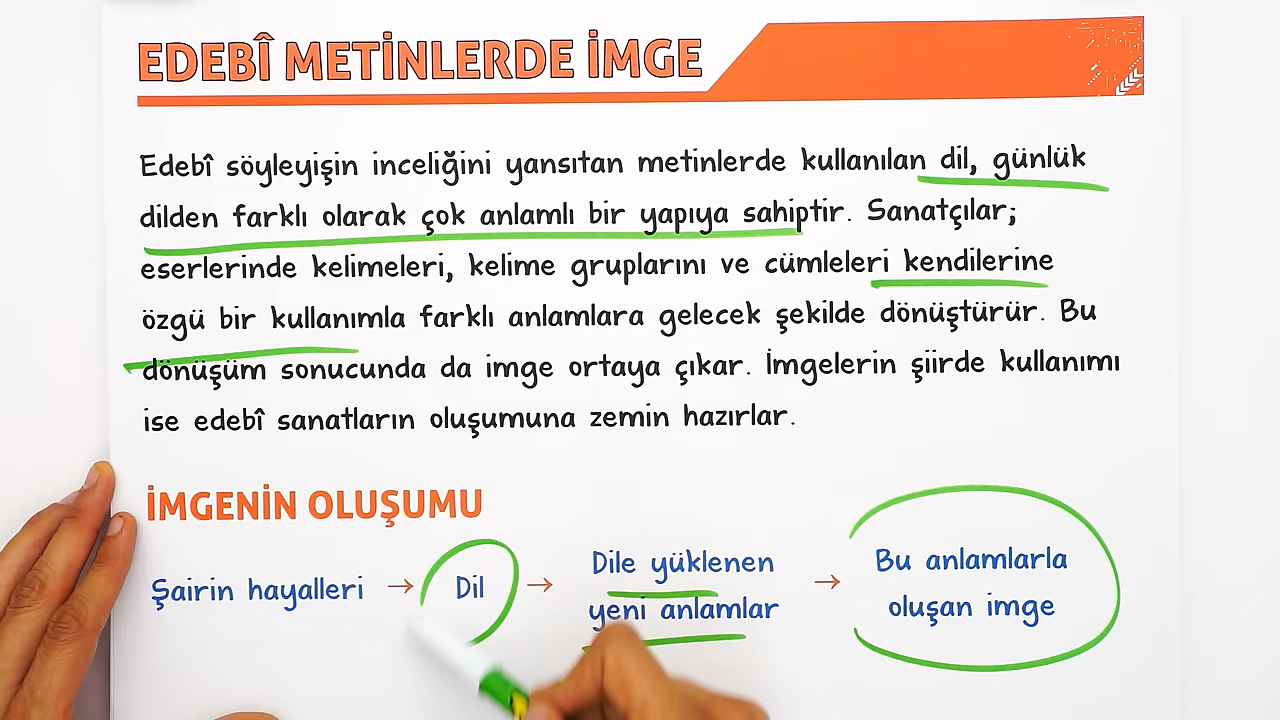 EDEBÎ METİNLERDE İMGE
Edebî söyleyişin inceliğini yansıtan metinlerde kullanılan dil, günlük
dilden farklı olarak çok anlamlı bir yapıya sahiptir. Sanatçılar;
eserlerinde kelimeleri, kelime gruplarını ve cümleleri kendilerine
özgü bir kullanımla farklı anlamlara gelecek şekilde dönüştürür. Bu
dönüşüm sonucunda da imge ortaya çıkar. İmgelerin şiirde kullanımı
ise edebî sanatların oluşumuna zemin hazırlar.
İMGENİN OLUŞUMU
Şairin hayalleri → Dil →
Dile yüklenen
yeni anlamlar
→
Bu anlamlarla
oluşan imge